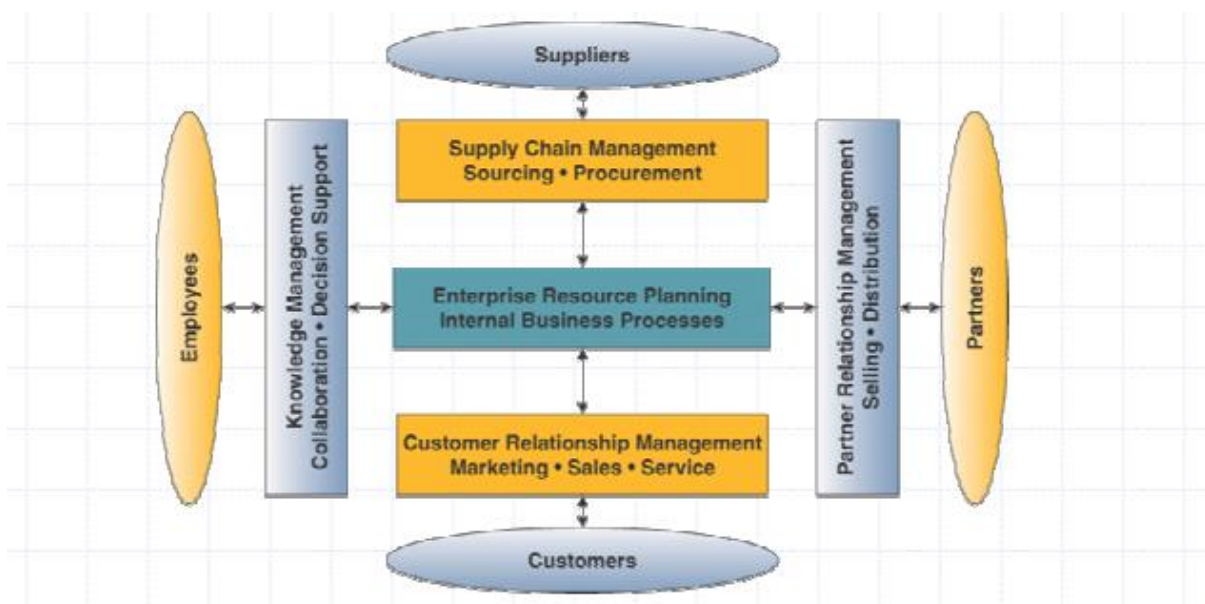 Suppliers
Supply Chain Management
Sourcing • Procurement
Employees
Knowledge Management
Collaboration • Decision Support
Enterprise Resource Planning
Internal Business Processes
Partner Relationship Management
Selling • Distribution
Partners
Customer Relationship Management
Marketing • Sales • Service
Customers